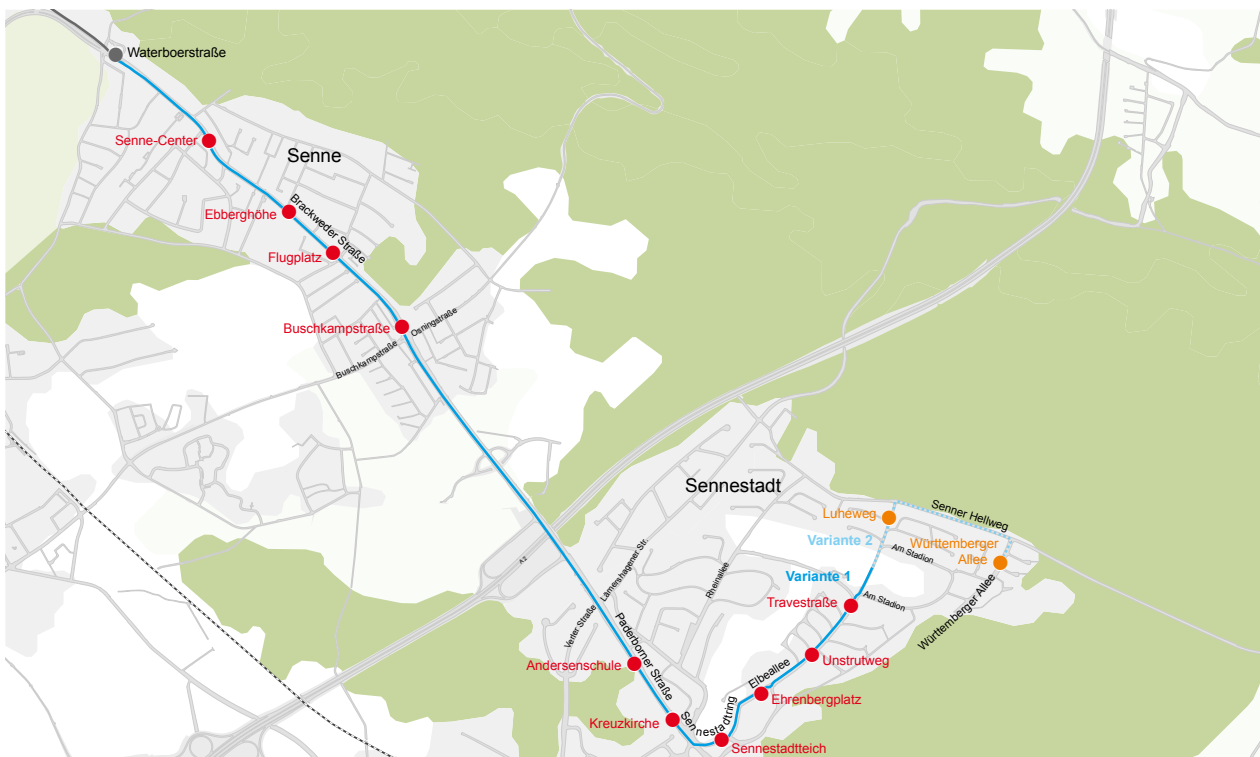 Waterboerstraße
Senne-Center
Senne
Ebberghöhe
Brackweder Straße
Flugplatz
Buschkampstraße
Osningstraße
Buschkampstraße
Sennestadt
Luheweg
Senner Hellweg
Variante 2
Am Stadion
Württemberger
Allee
A 2
Lämershagener Str.
Rheinallee
Variante 1
Travestraße
Am Stadion
Württemberger Allee
Verler Straße
Paderborner Straße
Andersenschule
Unstrutweg
Elbeallee
Ehrenbergplatz
Kreuzkirche
Sennestadtring
Sennestadtteich